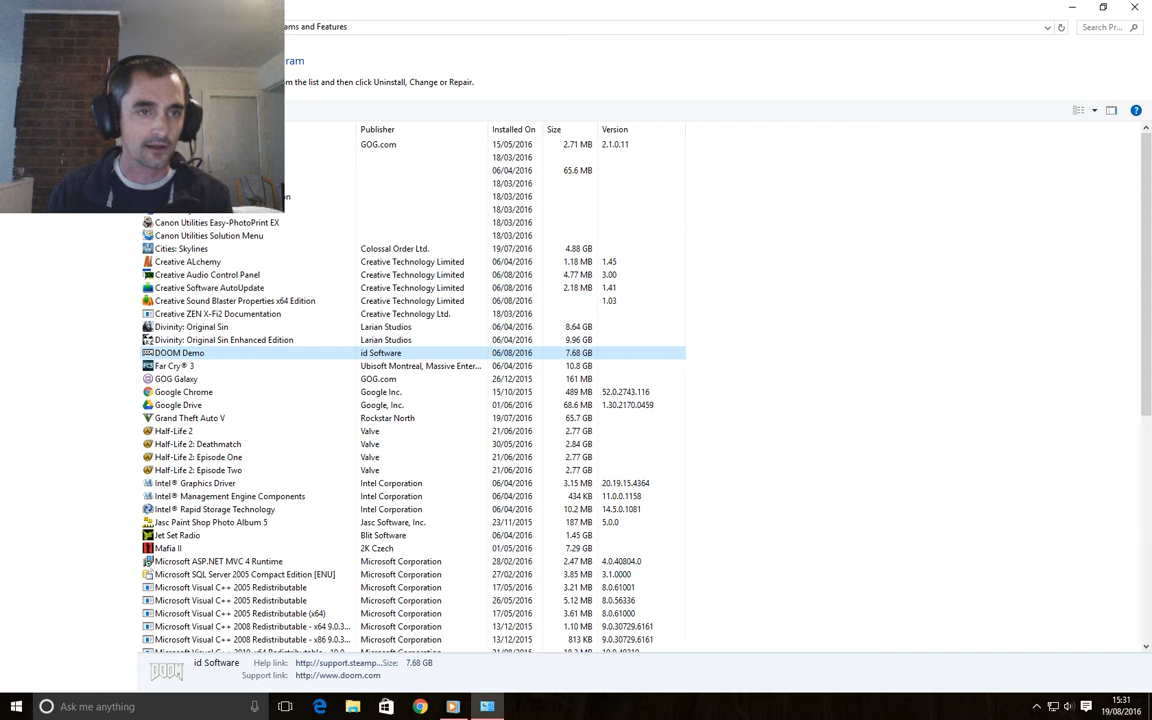 ams and Features
Search Pr...
ram
om the list and then click Uninstall, Change or Repair.
Publisher Installed On Size Version
GOG.com 15/05/2016 2.71 MB 2.1.0.11
18/03/2016
06/04/2016 65.6 MB
18/03/2016
on 18/03/2016
18/03/2016
Canon Utilities Easy-PhotoPrint EX 18/03/2016
Canon Utilities Solution Menu 18/03/2016
Cities: Skylines Colossal Order Ltd. 19/07/2016 4.88 GB
Creative ALchemy Creative Technology Limited 06/04/2016 1.18 MB 1.45
Creative Audio Control Panel Creative Technology Limited 06/08/2016 4.77 MB 3.00
Creative Software AutoUpdate Creative Technology Limited 06/08/2016 2.18 MB 1.41
Creative Sound Blaster Properties x64 Edition Creative Technology Limited 06/08/2016 1.03
Creative ZEN X-Fi2 Documentation Creative Technology Ltd. 18/03/2016
Divinity: Original Sin Larian Studios 06/04/2016 8.64 GB
Divinity: Original Sin Enhanced Edition Larian Studios 06/04/2016 9.96 GB
DOOM Demo id Software 06/08/2016 7.68 GB
Far Cry® 3 Ubisoft Montreal, Massive Enter... 06/04/2016 10.8 GB
GOG Galaxy GOG.com 26/12/2015 161 MB
Google Chrome Google Inc. 15/10/2015 489 MB 52.0.2743.116
Google Drive Google, Inc. 01/06/2016 68.6 MB 1.30.2170.0459
Grand Theft Auto V Rockstar North 19/07/2016 65.7 GB
Half-Life 2 Valve 21/06/2016 2.77 GB
Half-Life 2: Deathmatch Valve 30/05/2016 2.84 GB
Half-Life 2: Episode One Valve 21/06/2016 2.77 GB
Half-Life 2: Episode Two Valve 21/06/2016 2.77 GB
Intel® Graphics Driver Intel Corporation 06/04/2016 3.15 MB 20.19.15.4364
Intel® Management Engine Components Intel Corporation 06/04/2016 434 KB 11.0.0.1158
Intel® Rapid Storage Technology Intel Corporation 06/04/2016 10.2 MB 14.5.0.1081
Jasc Paint Shop Photo Album 5 Jasc Software, Inc. 23/11/2015 187 MB 5.0.0
Jet Set Radio Blit Software 06/04/2016 1.45 GB
Mafia II 2K Czech 01/05/2016 7.29 GB
Microsoft ASP.NET MVC 4 Runtime Microsoft Corporation 28/02/2016 2.47 MB 4.0.40804.0
Microsoft SQL Server 2005 Compact Edition [ENU] Microsoft Corporation 27/02/2016 3.85 MB 3.1.0000
Microsoft Visual C++ 2005 Redistributable Microsoft Corporation 17/05/2016 3.21 MB 8.0.61001
Microsoft Visual C++ 2005 Redistributable Microsoft Corporation 26/05/2016 5.12 MB 8.0.56336
Microsoft Visual C++ 2005 Redistributable (x64) Microsoft Corporation 17/05/2016 3.61 MB 8.0.61000
Microsoft Visual C++ 2008 Redistributable - x64 9.0.3... Microsoft Corporation 13/12/2015 1.10 MB 9.0.30729.6161
Microsoft Visual C++ 2008 Redistributable - x86 9.0.3... Microsoft Corporation 13/12/2015 813 KB 9.0.30729.6161
id Software Help link: http://support.steamp... Size: 7.68 GB
DOOM
Support link: http://www.doom.com
Ask me anything
15:31
19/08/2016